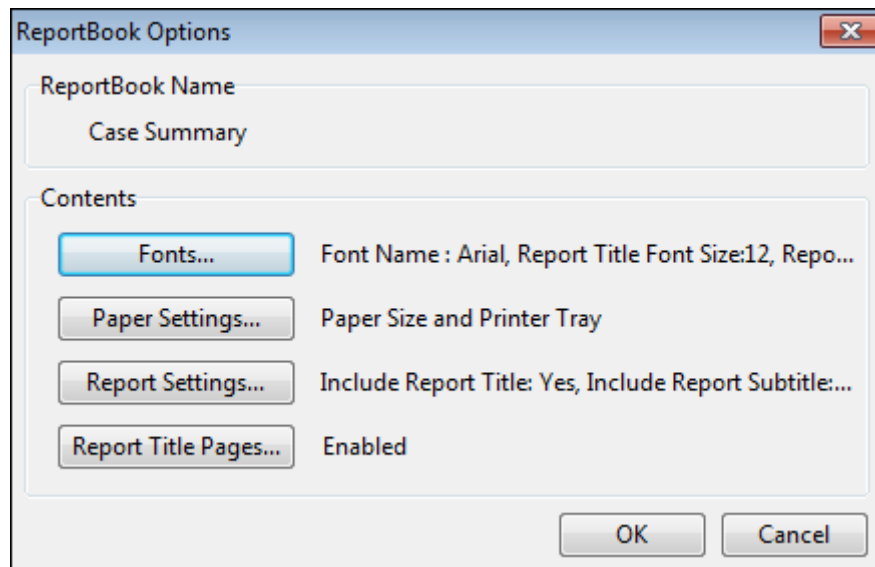 ReportBook Options
ReportBook Name
Case Summary
Contents
Fonts... Font Name : Arial, Report Title Font Size:12, Repo...
Paper Settings... Paper Size and Printer Tray
Report Settings... Include Report Title: Yes, Include Report Subtitle:...
Report Title Pages... Enabled
OK Cancel